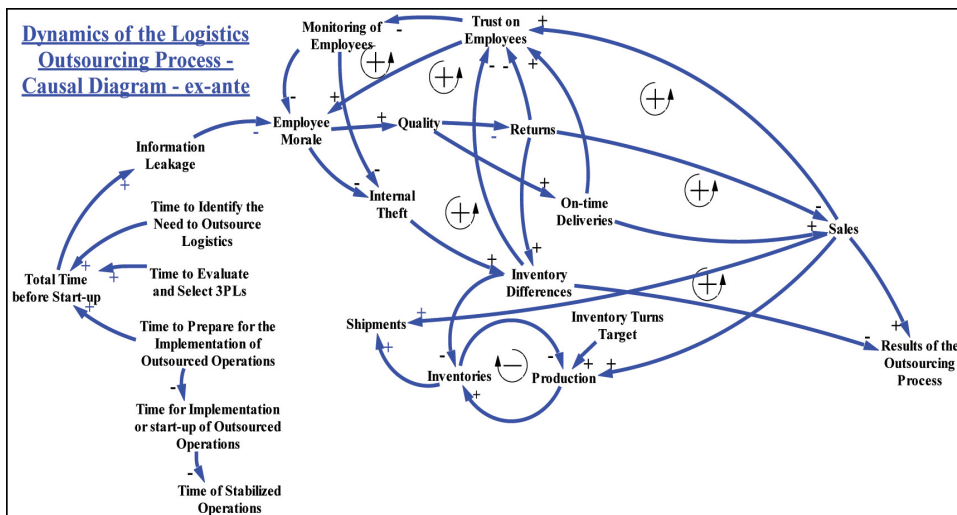 Dynamics of the Logistics
Outsourcing Process -
Causal Diagram - ex-ante
Monitoring of
Employees
Trust on
Employees
Employee
Morale
Quality
Returns
Information
Leakage
Internal
Theft
On-time
Deliveries
Sales
Time to Identify the
Need to Outsource
Logistics
Total Time
before Start-up
Time to Evaluate
and Select 3PLs
Inventory
Differences
Shipments
Inventory Turns
Target
Time to Prepare for the
Implementation of
Outsourced Operations
Inventories
Production
Results of the
Outsourcing
Process
Time for Implementation
or start-up of Outsourced
Operations
Time of Stabilized
Operations